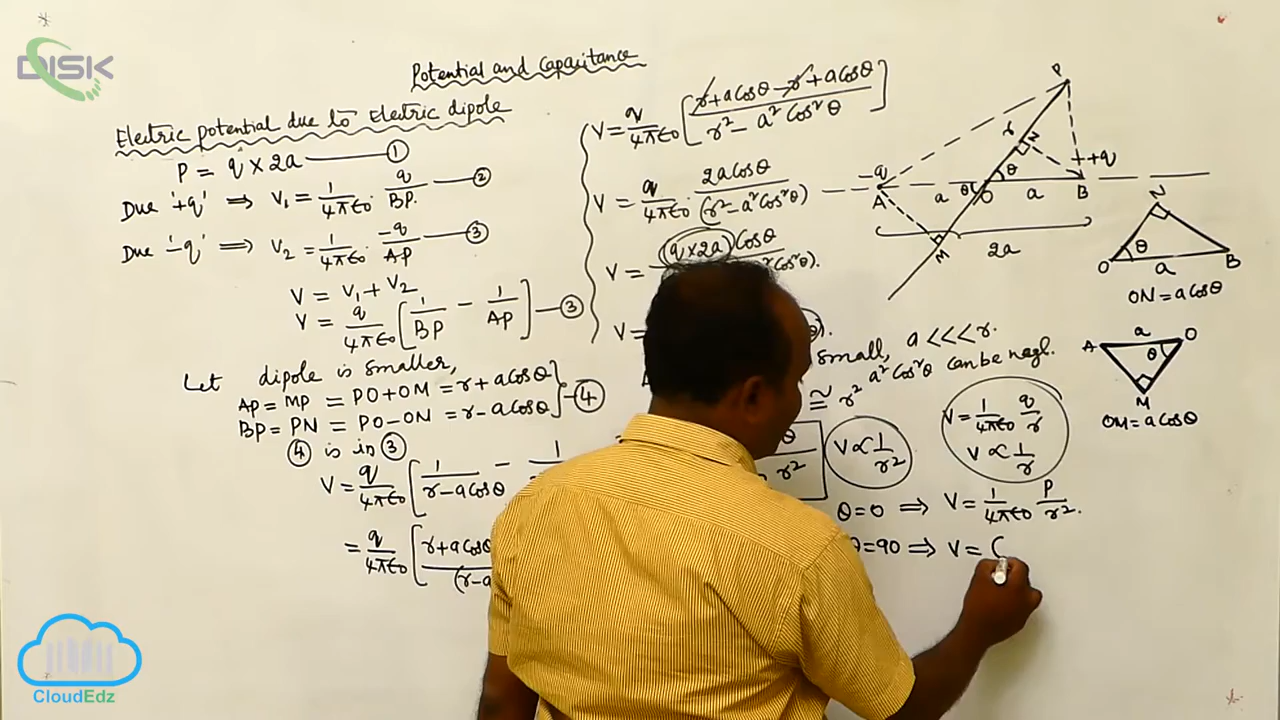 DISK
Potential and Capacitance
Electric potential due to Electric dipole
P = q × 2a —— ①
Due '+q' ⟹ V₁ = 1/4πε₀ · q/BP. —— ②
Due '−q' ⟹ V₂ = 1/4πε₀ · −q/AP —— ③
V = V₁ + V₂
V = q/4πε₀ [1/BP − 1/AP] —— ③
Let dipole is smaller,
AP = MP = PO + OM = r + a cosθ
BP = PN = PO − ON = r − a cosθ } — ④
④ is in ③
V = q/4πε₀ [1/r − a cosθ − 1
= q/4πε₀ [r + a cosθ
V = q/4πε₀ [r + a cosθ − r + a cosθ / r² − a² cos² θ]
V = q/4πε₀ · 2a cosθ / (r² − a² cos² θ)
V = (q × 2a) cosθ
cos² θ).
V =
small, a <<< r.
≅ r² a² cos² θ can be negl.
θ
r²
V ∝ 1/r²
V = 1/4πε₀ q/r
V ∝ 1/r
θ = 0 ⟹ V = 1/4πε₀ P/r².
= 90 ⟹ V =
P
r
N
θ
−q
+q
A
a
θ
O
a
B
M
2a
N
O
θ
a
B
ON = a cosθ
A
a
O
θ
M
OM = a cosθ
CloudEdz